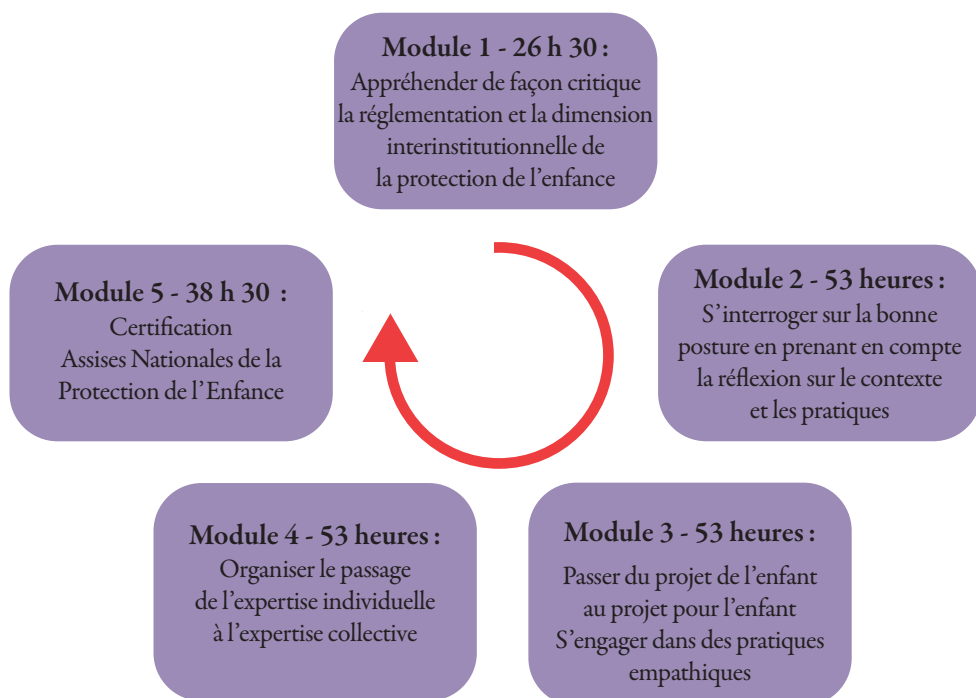 Module 1 - 26 h 30 :
Appréhender de façon critique
la réglementation et la dimension
interinstitutionnelle de
la protection de l’enfance
Module 2 - 53 heures :
S’interroger sur la bonne
posture en prenant en compte
la réflexion sur le contexte
et les pratiques
Module 3 - 53 heures :
Passer du projet de l’enfant
au projet pour l’enfant
S’engager dans des pratiques
empathiques
Module 4 - 53 heures :
Organiser le passage
de l’expertise individuelle
à l’expertise collective
Module 5 - 38 h 30 :
Certification
Assises Nationales de la
Protection de l’Enfance